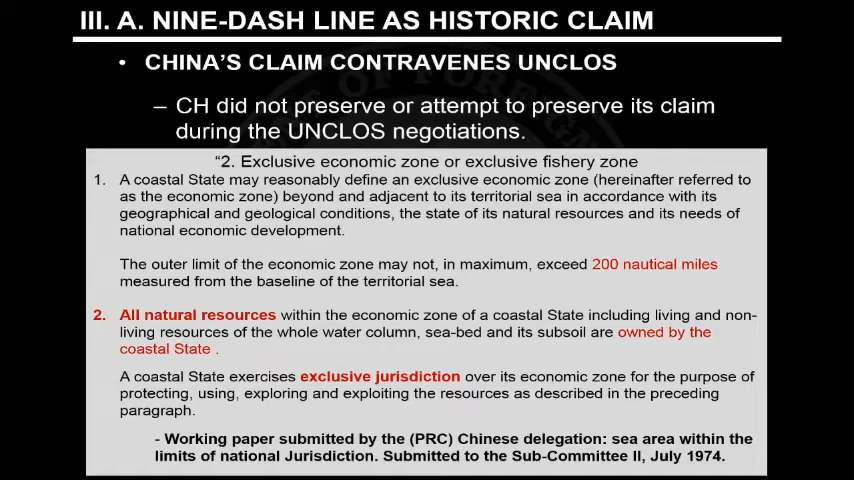 III. A. NINE-DASH LINE AS HISTORIC CLAIM
• CHINA'S CLAIM CONTRAVENES UNCLOS
– CH did not preserve or attempt to preserve its claim
during the UNCLOS negotiations.
"2. Exclusive economic zone or exclusive fishery zone
1. A coastal State may reasonably define an exclusive economic zone (hereinafter referred to
as the economic zone) beyond and adjacent to its territorial sea in accordance with its
geographical and geological conditions, the state of its natural resources and its needs of
national economic development.
The outer limit of the economic zone may not, in maximum, exceed 200 nautical miles
measured from the baseline of the territorial sea.
2. All natural resources within the economic zone of a coastal State including living and non-
living resources of the whole water column, sea-bed and its subsoil are owned by the
coastal State .
A coastal State exercises exclusive jurisdiction over its economic zone for the purpose of
protecting, using, exploring and exploiting the resources as described in the preceding
paragraph.
- Working paper submitted by the (PRC) Chinese delegation: sea area within the
limits of national Jurisdiction. Submitted to the Sub-Committee II, July 1974.